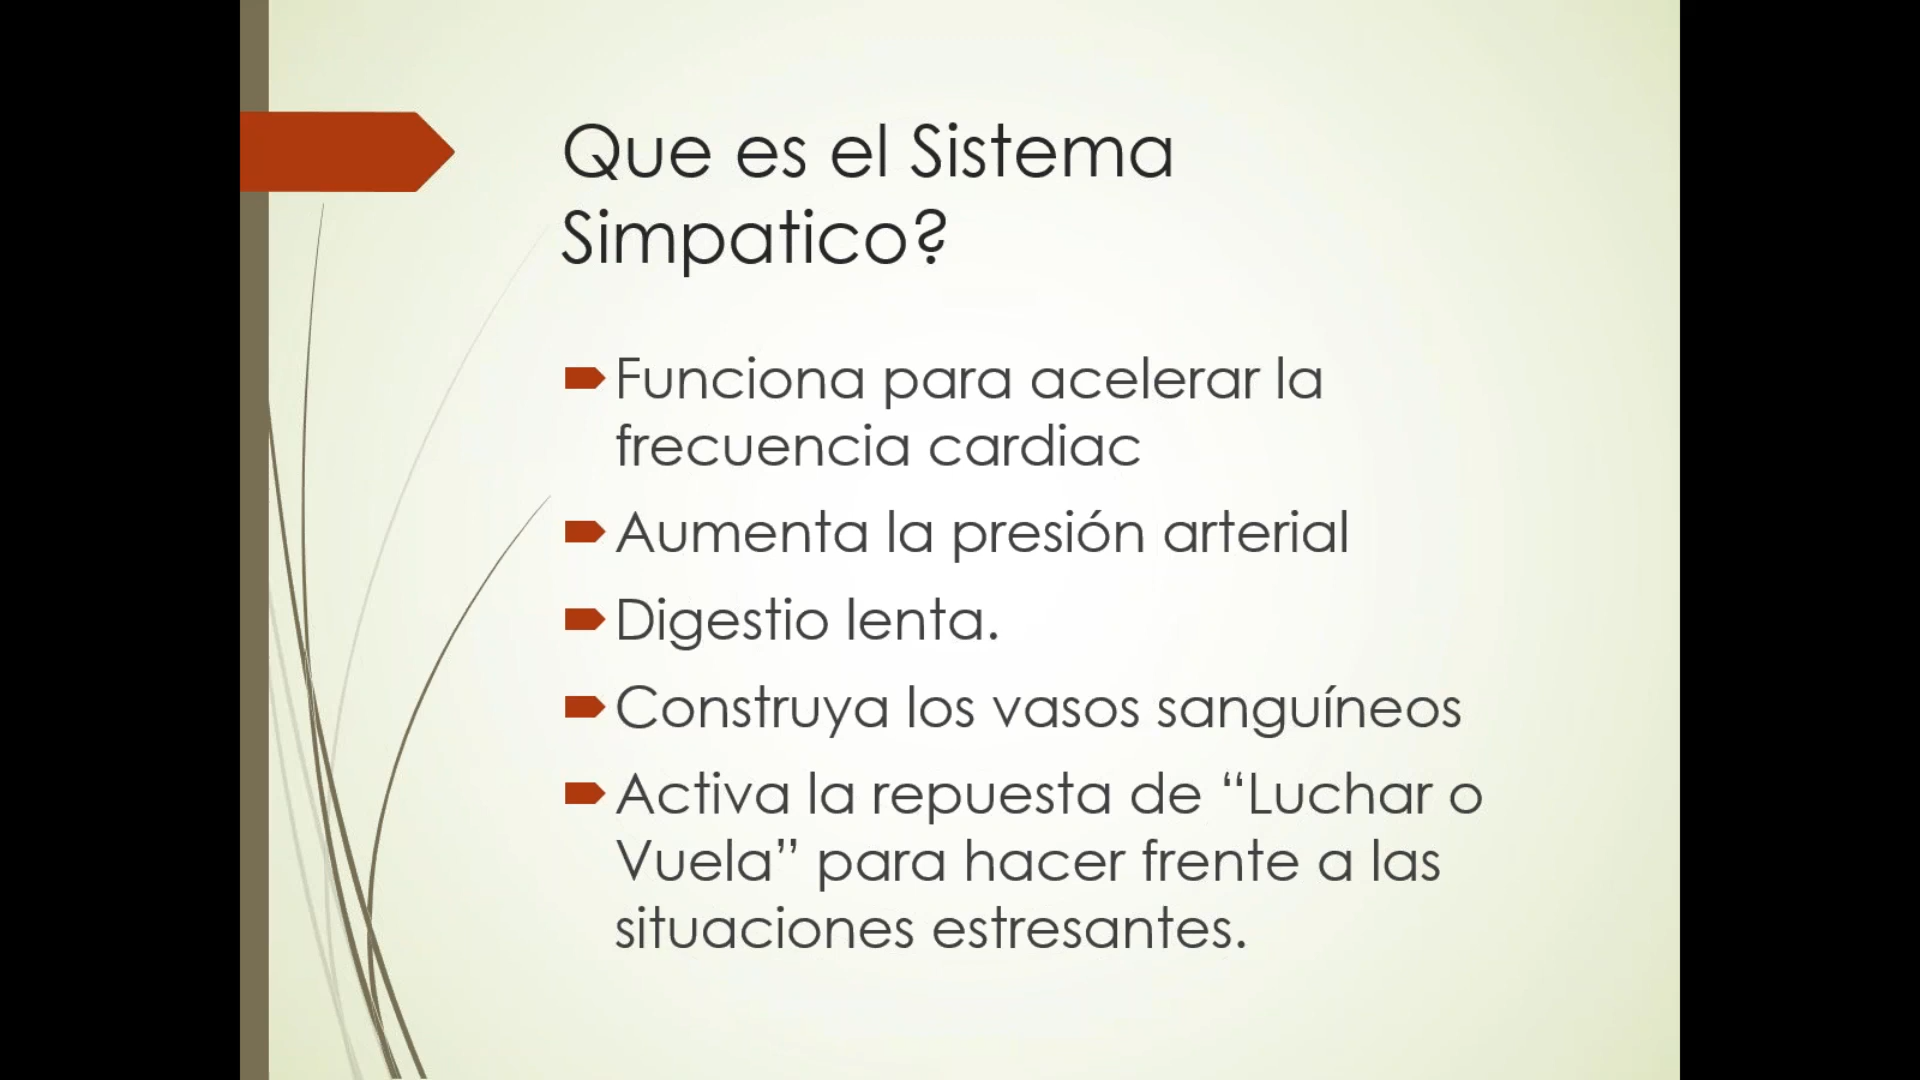 Que es el Sistema
Simpatico?
Funciona para acelerar la
frecuencia cardiac
Aumenta la presión arterial
Digestio lenta.
Construya los vasos sanguíneos
Activa la repuesta de “Luchar o
Vuela” para hacer frente a las
situaciones estresantes.